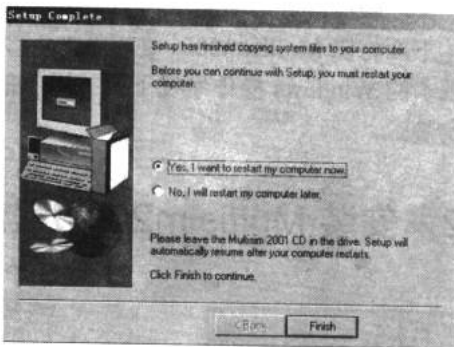 Setup Complete
Setup has finished copying system files to your computer.
Before you can continue with Setup, you must restart your
computer.
Yes, I want to restart my computer now.
No, I will restart my computer later.
Please leave the Multisim 2001 CD in the drive. Setup will
automatically resume after your computer restarts.
Click Finish to continue.
< Back
Finish